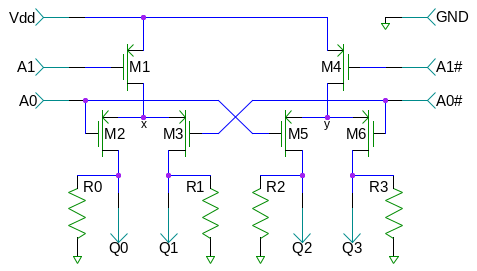 Vdd GND
A1 M1 M4 A1#
A0 A0#
M2 x M3 M5 y M6
R0 R1 R2 R3
Q0 Q1 Q2 Q3